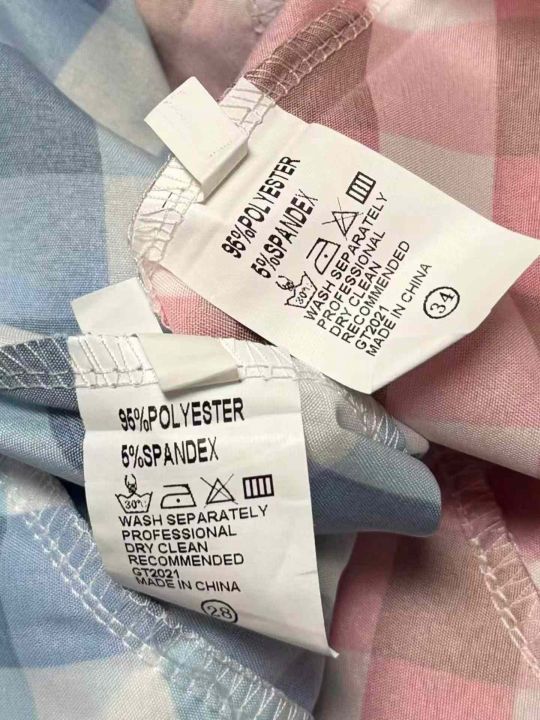 95%POLYESTER
5%SPANDEX
30°
WASH SEPARATELY
PROFESSIONAL
DRY CLEAN
RECOMMENDED
GT2021
MADE IN CHINA
34
95%POLYESTER
5%SPANDEX
30°
WASH SEPARATELY
PROFESSIONAL
DRY CLEAN
RECOMMENDED
GT2021
MADE IN CHINA
28